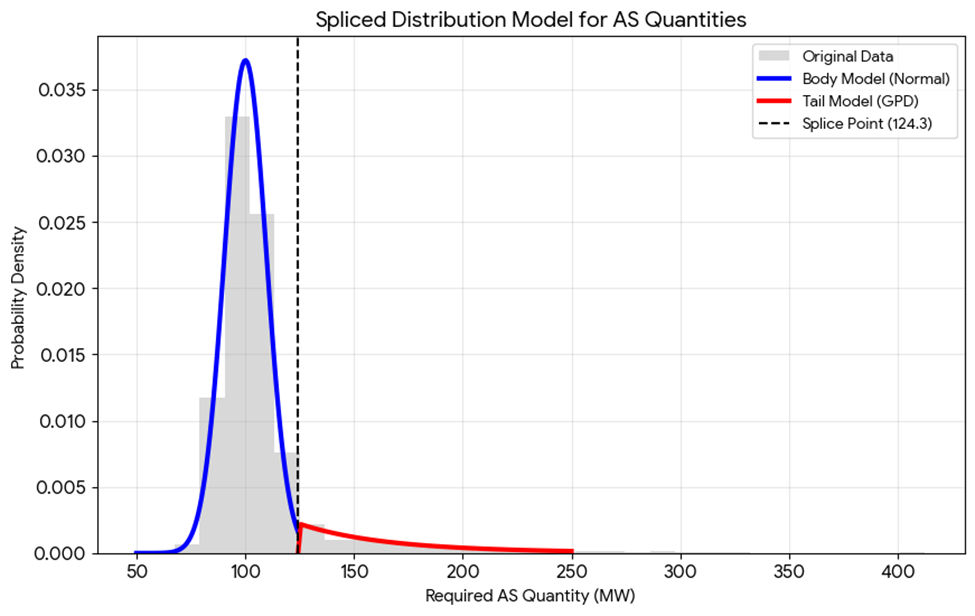 Spliced Distribution Model for AS Quantities
Original Data
Body Model (Normal)
Tail Model (GPD)
Splice Point (124.3)
Probability Density
0.035
0.030
0.025
0.020
0.015
0.010
0.005
0.000
50 100 150 200 250 300 350 400
Required AS Quantity (MW)